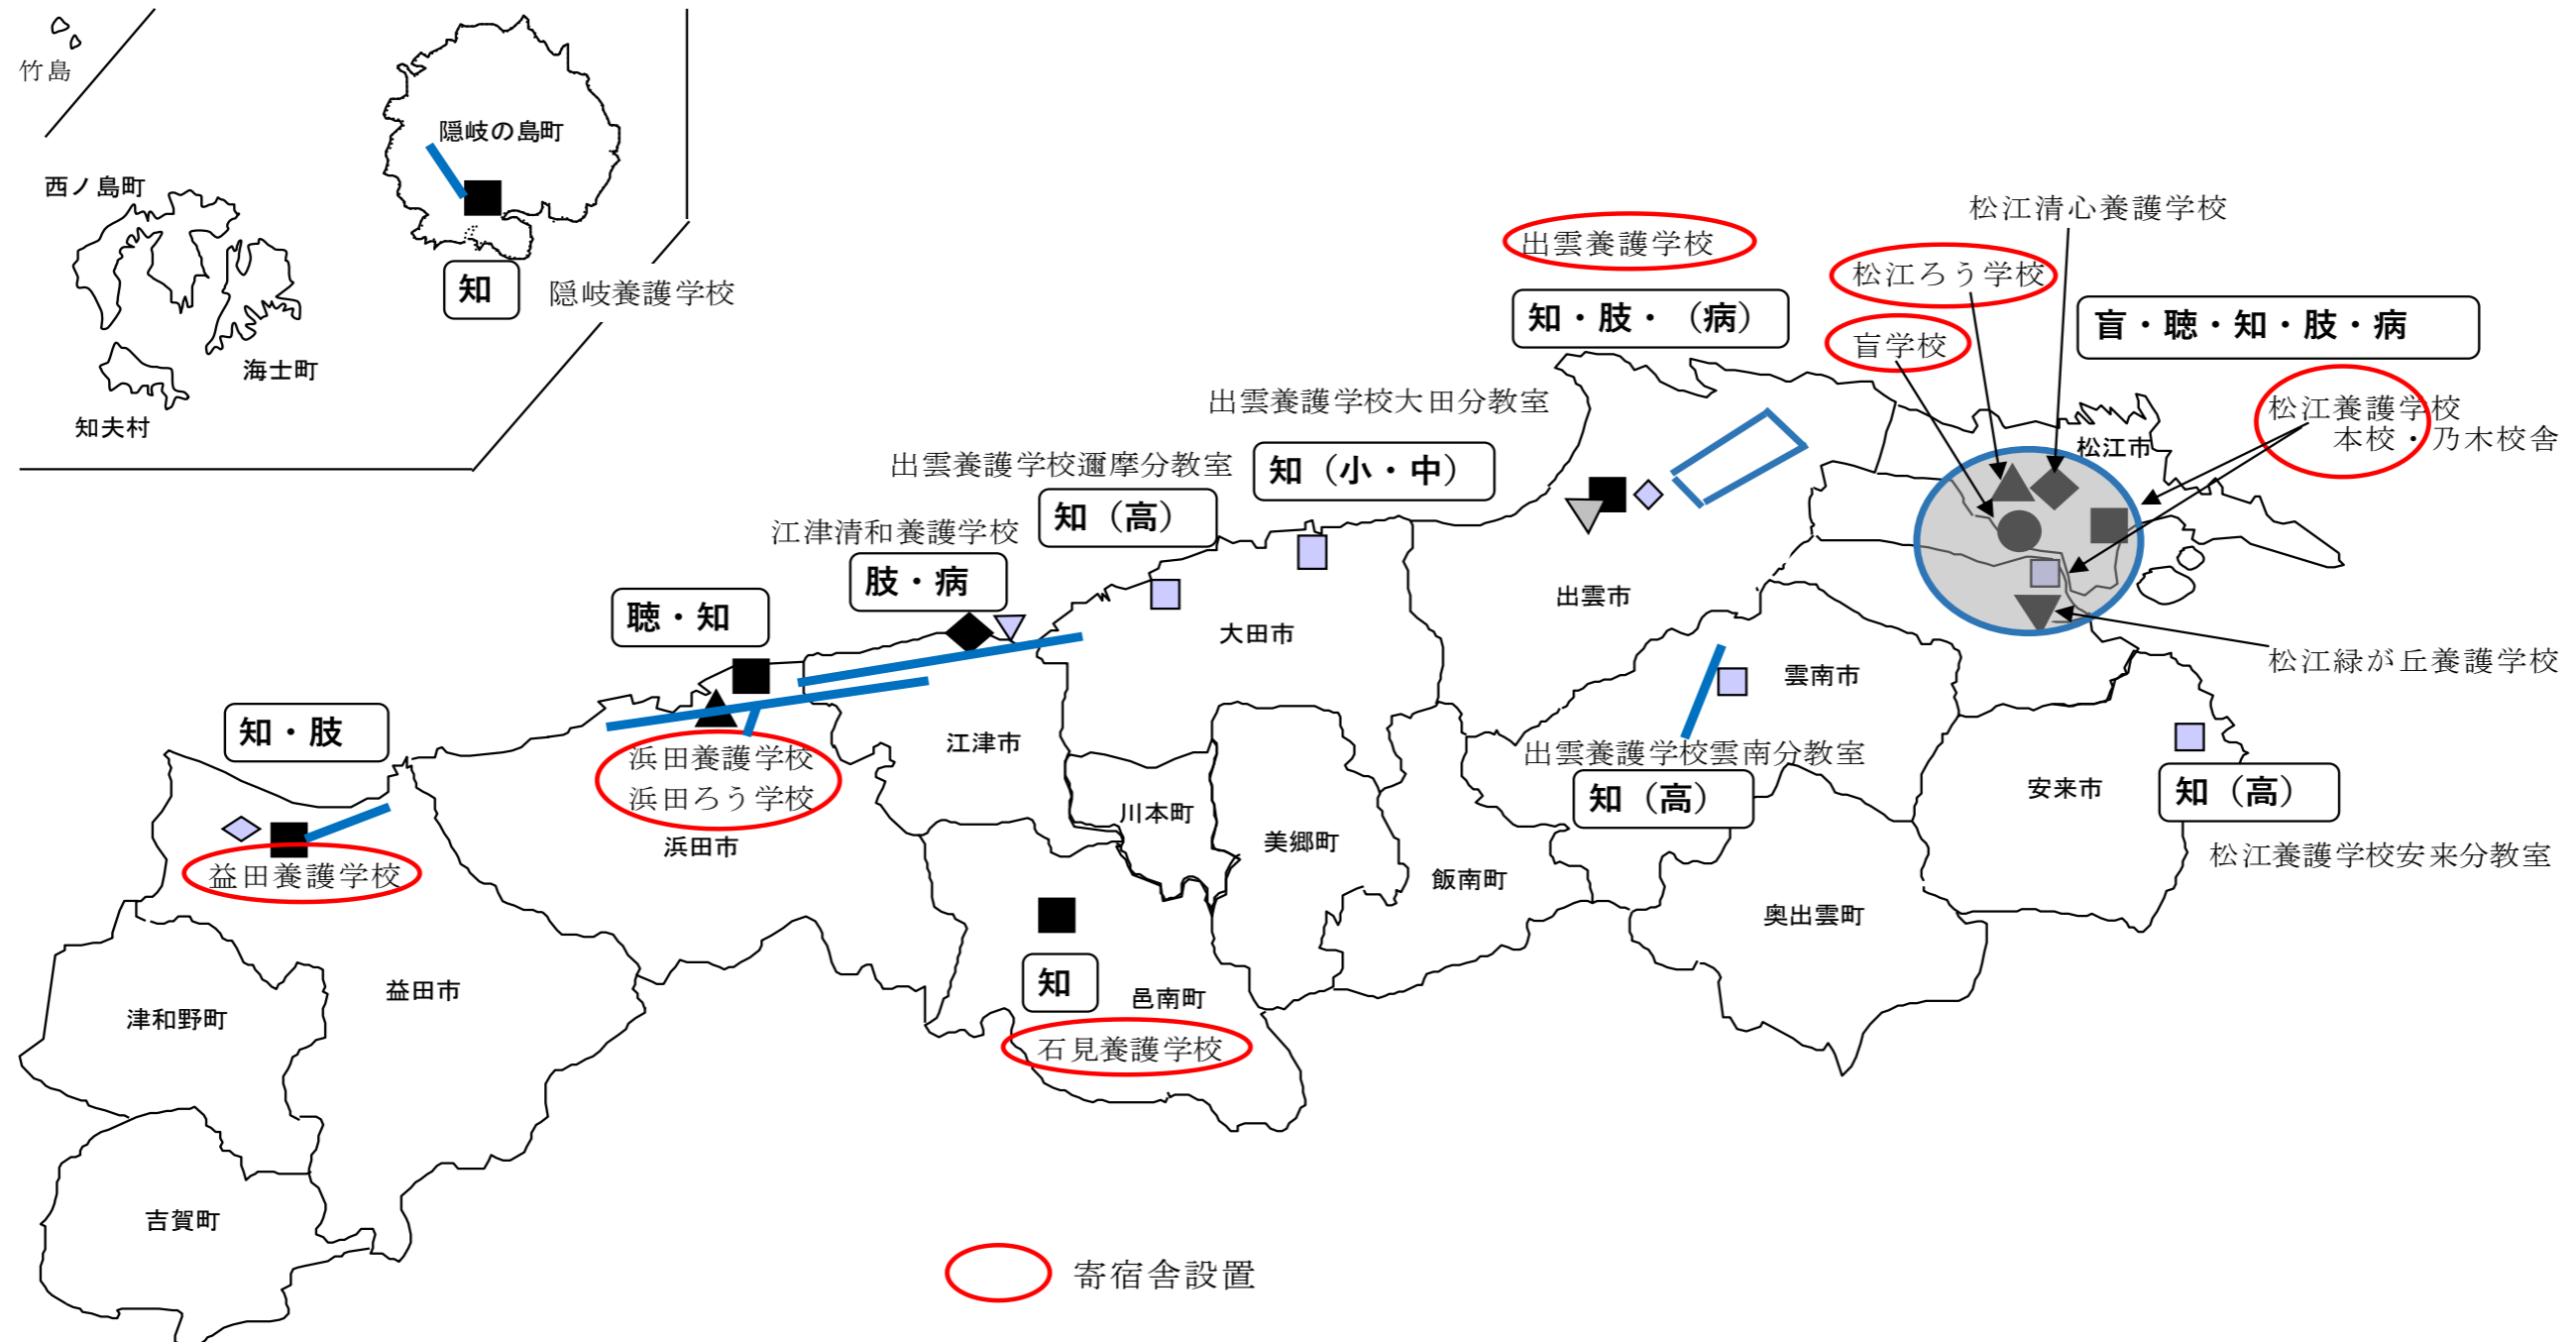 竹島
隠岐の島町
西ノ島町
知
隠岐養護学校
海士町
知夫村
松江清心養護学校
出雲養護学校
松江ろう学校
知・肢・（病）
盲・聴・知・肢・病
盲学校
出雲養護学校大田分教室
松江養護学校
本校・乃木校舎
松江市
出雲養護学校邇摩分教室
知（小・中）
知（高）
江津清和養護学校
肢・病
聴・知
出雲市
大田市
松江緑が丘養護学校
雲南市
知・肢
江津市
出雲養護学校雲南分教室
浜田養護学校
浜田ろう学校
知（高）
安来市
知（高）
川本町
美郷町
浜田市
松江養護学校安来分教室
益田養護学校
飯南町
奥出雲町
知
邑南町
益田市
津和野町
石見養護学校
吉賀町
寄宿舎設置